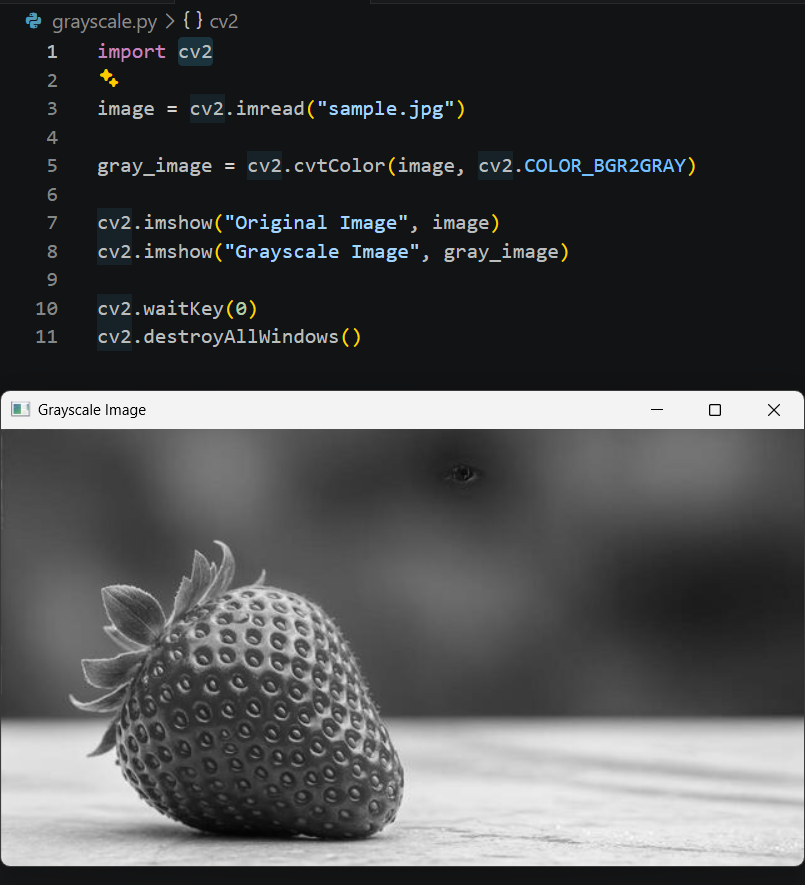 grayscale.py > {} cv2
1 import cv2
2
3 image = cv2.imread("sample.jpg")
4
5 gray_image = cv2.cvtColor(image, cv2.COLOR_BGR2GRAY)
6
7 cv2.imshow("Original Image", image)
8 cv2.imshow("Grayscale Image", gray_image)
9
10 cv2.waitKey(0)
11 cv2.destroyAllWindows()
Grayscale Image